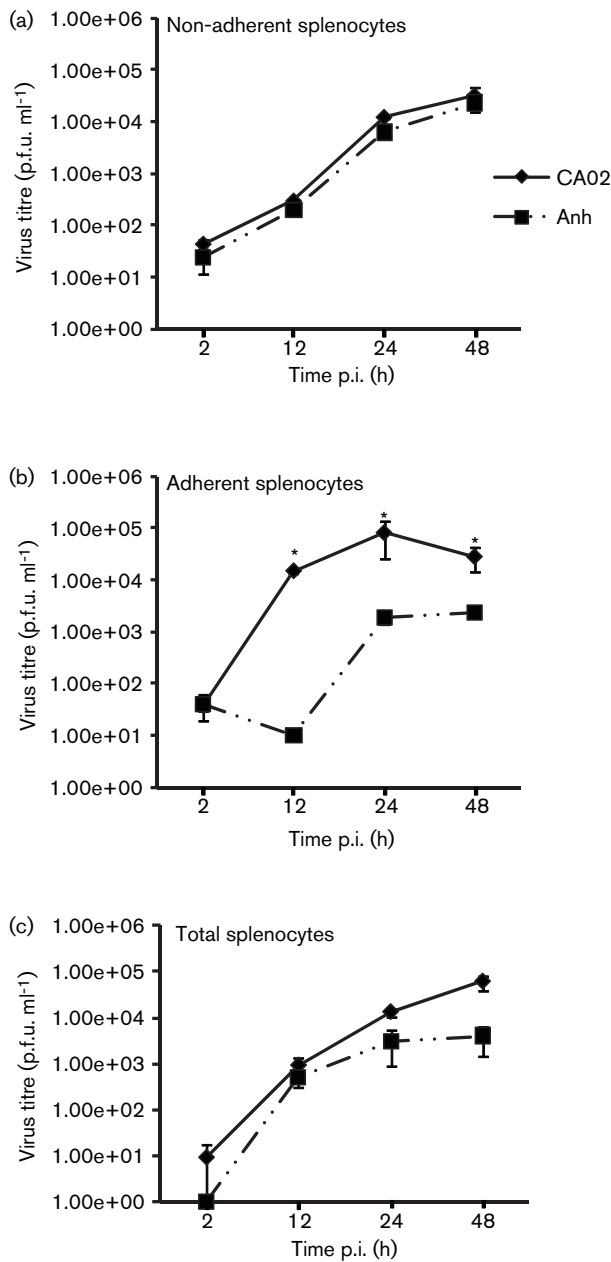 (a)
Non-adherent splenocytes
Virus titre (p.f.u. ml-1)
1.00e+06
1.00e+05
1.00e+04
1.00e+03
1.00e+02
1.00e+01
1.00e+00
2 12 24 48
Time p.i. (h)
CA02
Anh
(b)
Adherent splenocytes
Virus titre (p.f.u. ml-1)
1.00e+06
1.00e+05
1.00e+04
1.00e+03
1.00e+02
1.00e+01
1.00e+00
* * *
2 12 24 48
Time p.i. (h)
(c)
Total splenocytes
Virus titre (p.f.u. ml-1)
1.00e+06
1.00e+05
1.00e+04
1.00e+03
1.00e+02
1.00e+01
1.00e+00
2 12 24 48
Time p.i. (h)